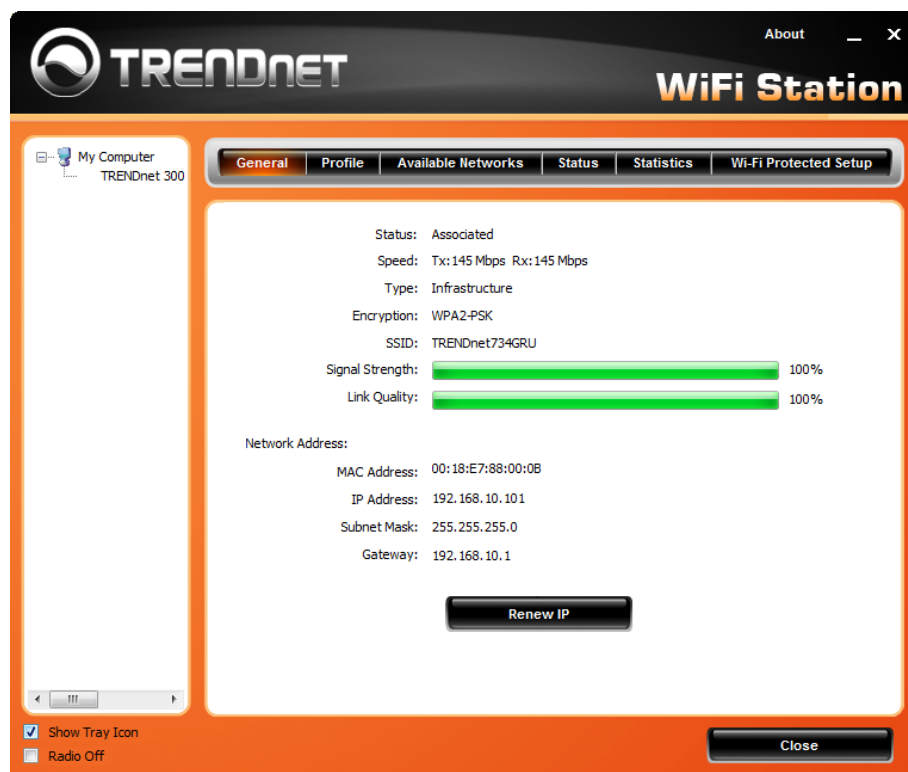 TRENDnet
About
WiFi Station
My Computer
TRENDnet 300
General Profile Available Networks Status Statistics Wi-Fi Protected Setup
Status: Associated
Speed: Tx:145 Mbps Rx:145 Mbps
Type: Infrastructure
Encryption: WPA2-PSK
SSID: TRENDnet734GRU
Signal Strength: 100%
Link Quality: 100%
Network Address:
MAC Address: 00:18:E7:88:00:0B
IP Address: 192.168.10.101
Subnet Mask: 255.255.255.0
Gateway: 192.168.10.1
Renew IP
Show Tray Icon
Radio Off
Close